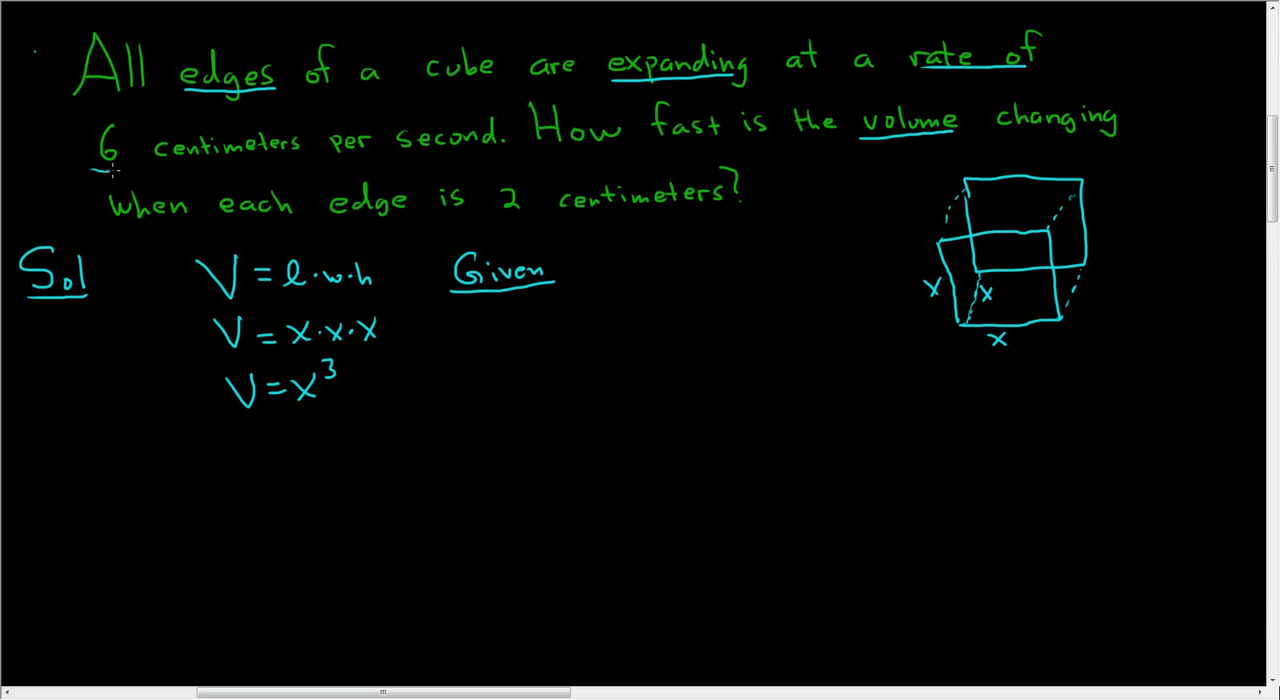 All edges of a cube are expanding at a rate of
6 centimeters per second. How fast is the volume changing
when each edge is 2 centimeters?
Sol
V = l·w·h
Given
V = x·x·x
V = x³
x
x
x